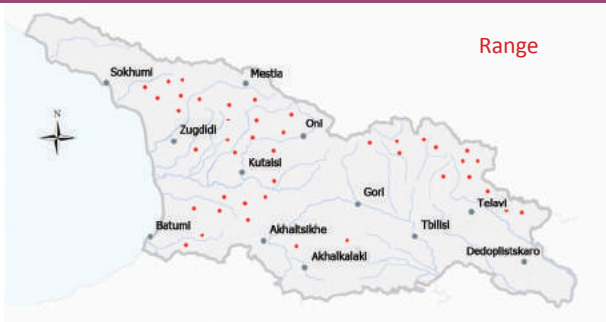 Range
Sokhumi
Mestia
N
Oni
Zugdidi
Kutaisi
Gori
Telavi
Batumi
Akhaltsikhe
Tbilisi
Dedoplistskaro
Akhalkalaki